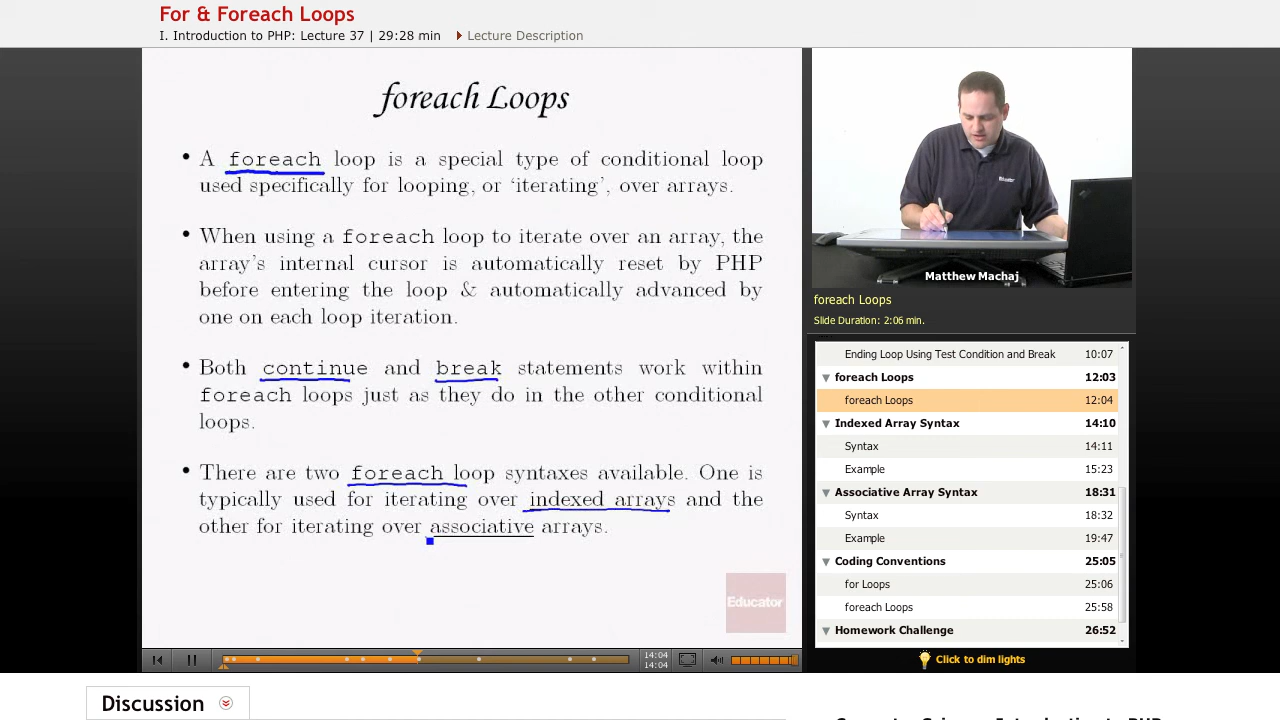 For & Foreach Loops
I. Introduction to PHP: Lecture 37 | 29:28 min
Lecture Description
foreach Loops
• A foreach loop is a special type of conditional loop
used specifically for looping, or ‘iterating’, over arrays.
• When using a foreach loop to iterate over an array, the
array’s internal cursor is automatically reset by PHP
before entering the loop & automatically advanced by
one on each loop iteration.
• Both continue and break statements work within
foreach loops just as they do in the other conditional
loops.
• There are two foreach loop syntaxes available. One is
typically used for iterating over indexed arrays and the
other for iterating over associative arrays.
Educator
14:04
14:04
Educator
Matthew Machaj
foreach Loops
Slide Duration: 2:06 min.
Ending Loop Using Test Condition and Break 10:07
foreach Loops 12:03
foreach Loops 12:04
Indexed Array Syntax 14:10
Syntax 14:11
Example 15:23
Associative Array Syntax 18:31
Syntax 18:32
Example 19:47
Coding Conventions 25:05
for Loops 25:06
foreach Loops 25:58
Homework Challenge 26:52
Click to dim lights
Discussion
Computer Science: Introduction to PHP